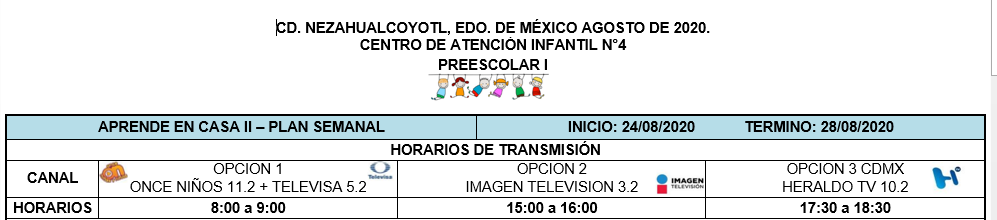 CD. NEZAHUALCOYOTL, EDO. DE MÉXICO AGOSTO DE 2020.
CENTRO DE ATENCIÓN INFANTIL N°4
PREESCOLAR I
APRENDE EN CASA II – PLAN SEMANAL INICIO: 24/08/2020 TERMINO: 28/08/2020
HORARIOS DE TRANSMISIÓN
CANAL
OPCION 1
ONCE NIÑOS 11.2 + TELEVISA 5.2
Televisa
OPCION 2
IMAGEN TELEVISION 3.2
IMAGEN
TELEVISIÓN
OPCION 3 CDMX
HERALDO TV 10.2
HORARIOS 8:00 a 9:00 15:00 a 16:00 17:30 a 18:30